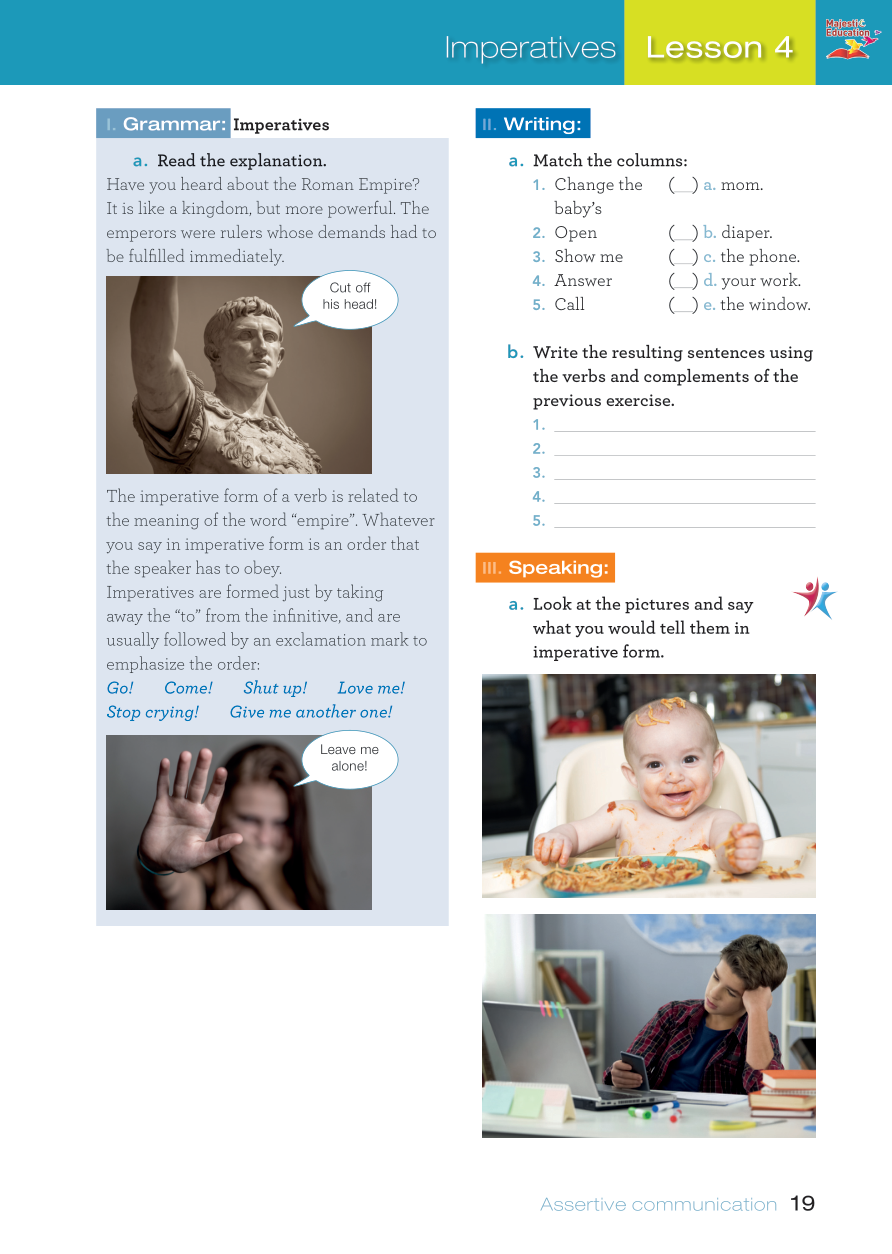 Imperatives Lesson 4
Majestic
Education
I. Grammar: Imperatives
a. Read the explanation.
Have you heard about the Roman Empire?
It is like a kingdom, but more powerful. The
emperors were rulers whose demands had to
be fulfilled immediately.
Cut off
his head!
The imperative form of a verb is related to
the meaning of the word “empire”. Whatever
you say in imperative form is an order that
the speaker has to obey.
Imperatives are formed just by taking
away the “to” from the infinitive, and are
usually followed by an exclamation mark to
emphasize the order:
Go! Come! Shut up! Love me!
Stop crying! Give me another one!
Leave me
alone!
II. Writing:
a. Match the columns:
1. Change the (__) a. mom.
baby’s
2. Open (__) b. diaper.
3. Show me (__) c. the phone.
4. Answer (__) d. your work.
5. Call (__) e. the window.
b. Write the resulting sentences using
the verbs and complements of the
previous exercise.
1.
2.
3.
4.
5.
III. Speaking:
a. Look at the pictures and say
what you would tell them in
imperative form.
Assertive communication 19